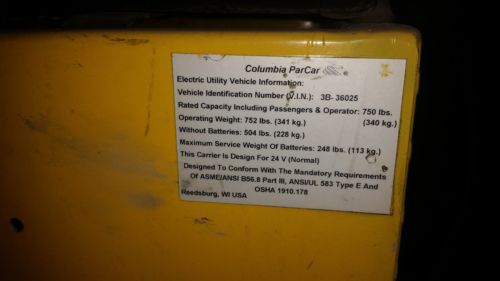 Columbia ParCar
Electric Utility Vehicle Information:
Vehicle Identification Number (V.I.N.): 3B-36025
Rated Capacity Including Passengers & Operator: 750 lbs.
Operating Weight: 752 lbs. (341 kg.) (340 kg.)
Without Batteries: 504 lbs. (228 kg.)
Maximum Service Weight Of Batteries: 248 lbs. (113 kg.)
This Carrier Is Design For 24 V (Normal)
Designed To Conform With The Mandatory Requirements
Of ASME/ANSI B56.8 Part III, ANSI/UL 583 Type E And
OSHA 1910.178
Reedsburg, WI USA